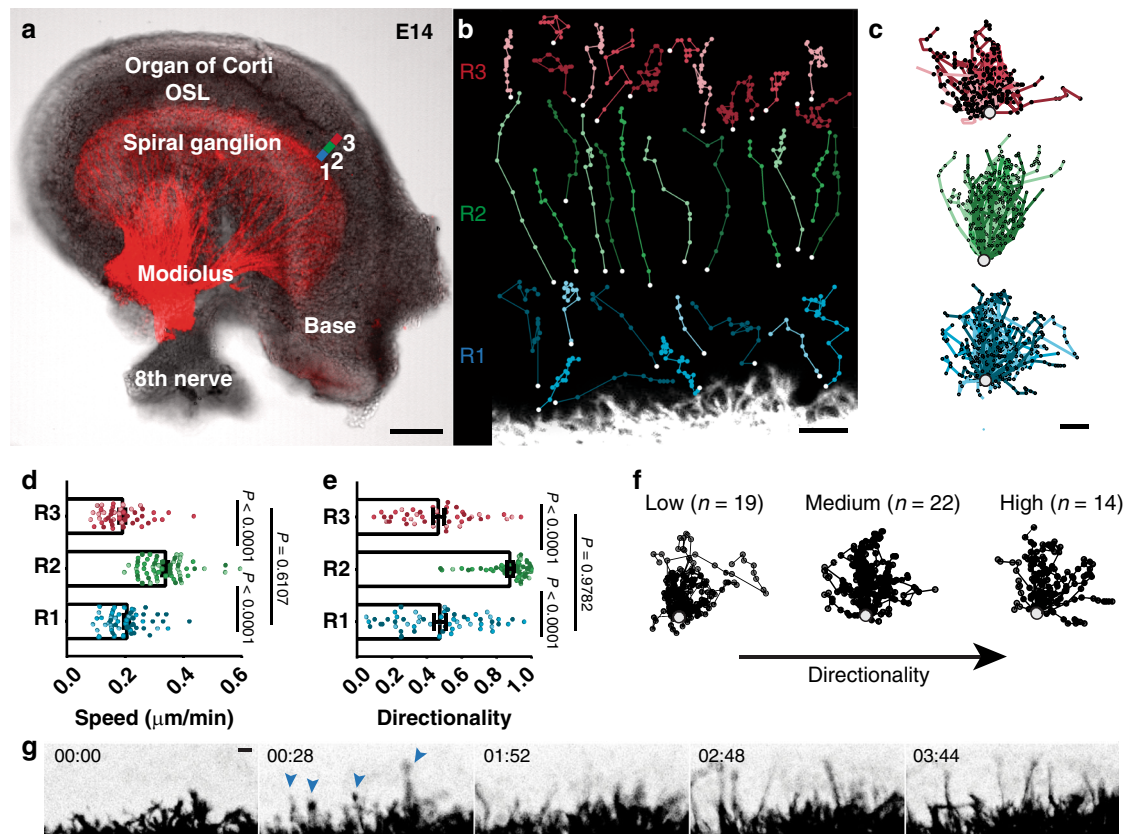 a
E14
Organ of Corti
OSL
Spiral ganglion
3
2
1
Modiolus
Base
8th nerve
b
R3
R2
R1
c
d
R3
R2
R1
P < 0.0001
P < 0.0001
P = 0.6107
0.0
0.2
0.4
0.6
Speed (μm/min)
e
R3
R2
R1
P < 0.0001
P < 0.0001
P = 0.9782
0.0
0.2
0.4
0.6
0.8
1.0
Directionality
f
Low (n = 19)
Medium (n = 22)
High (n = 14)
Directionality
g
00:00
00:28
01:52
02:48
03:44